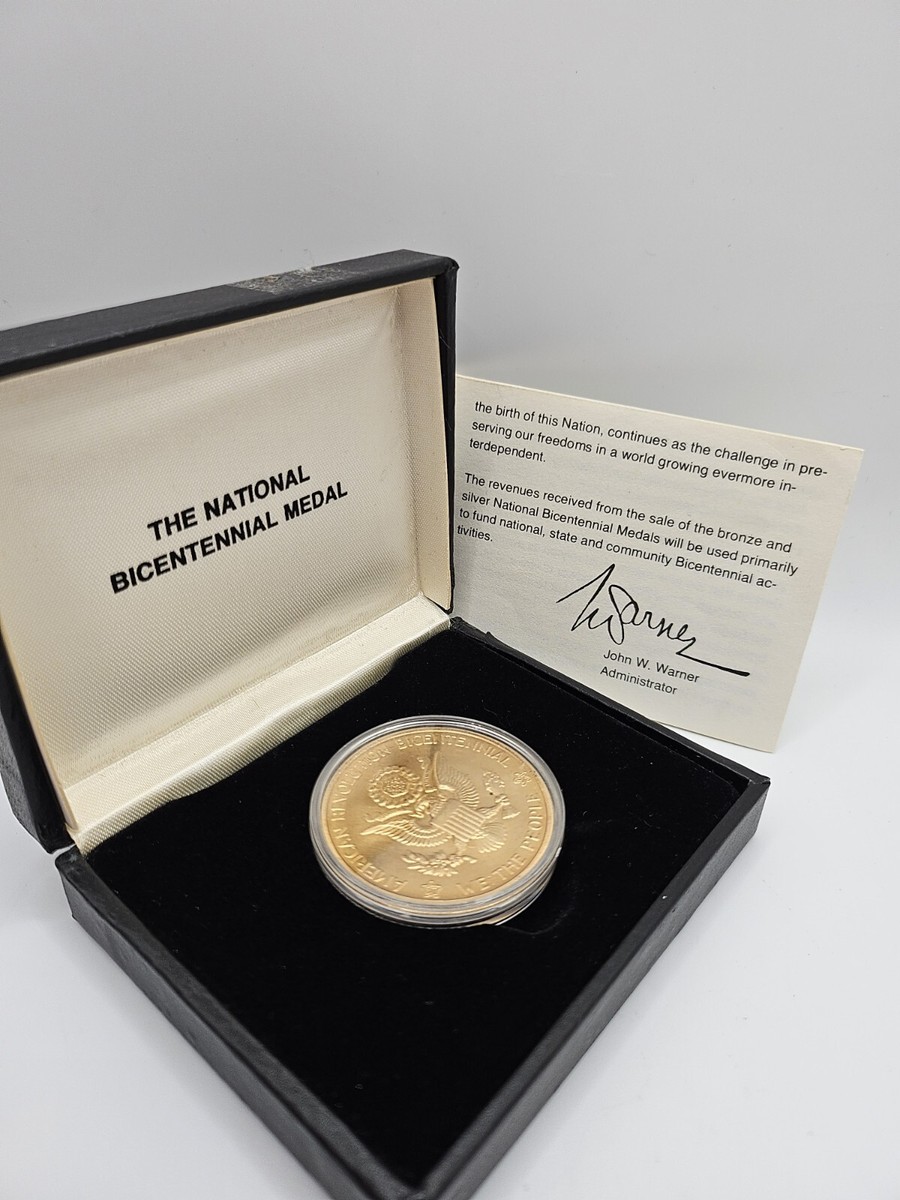 THE NATIONAL
BICENTENNIAL MEDAL
the birth of this Nation, continues as the challenge in pre-
serving our freedoms in a world growing evermore in-
terdependent.
The revenues received from the sale of the bronze and
silver National Bicentennial Medals will be used primarily
to fund national, state and community Bicentennial ac-
tivities.
JWarner
John W. Warner
Administrator
AMERICAN REVOLUTION BICENTENNIAL
WE THE PEOPLE